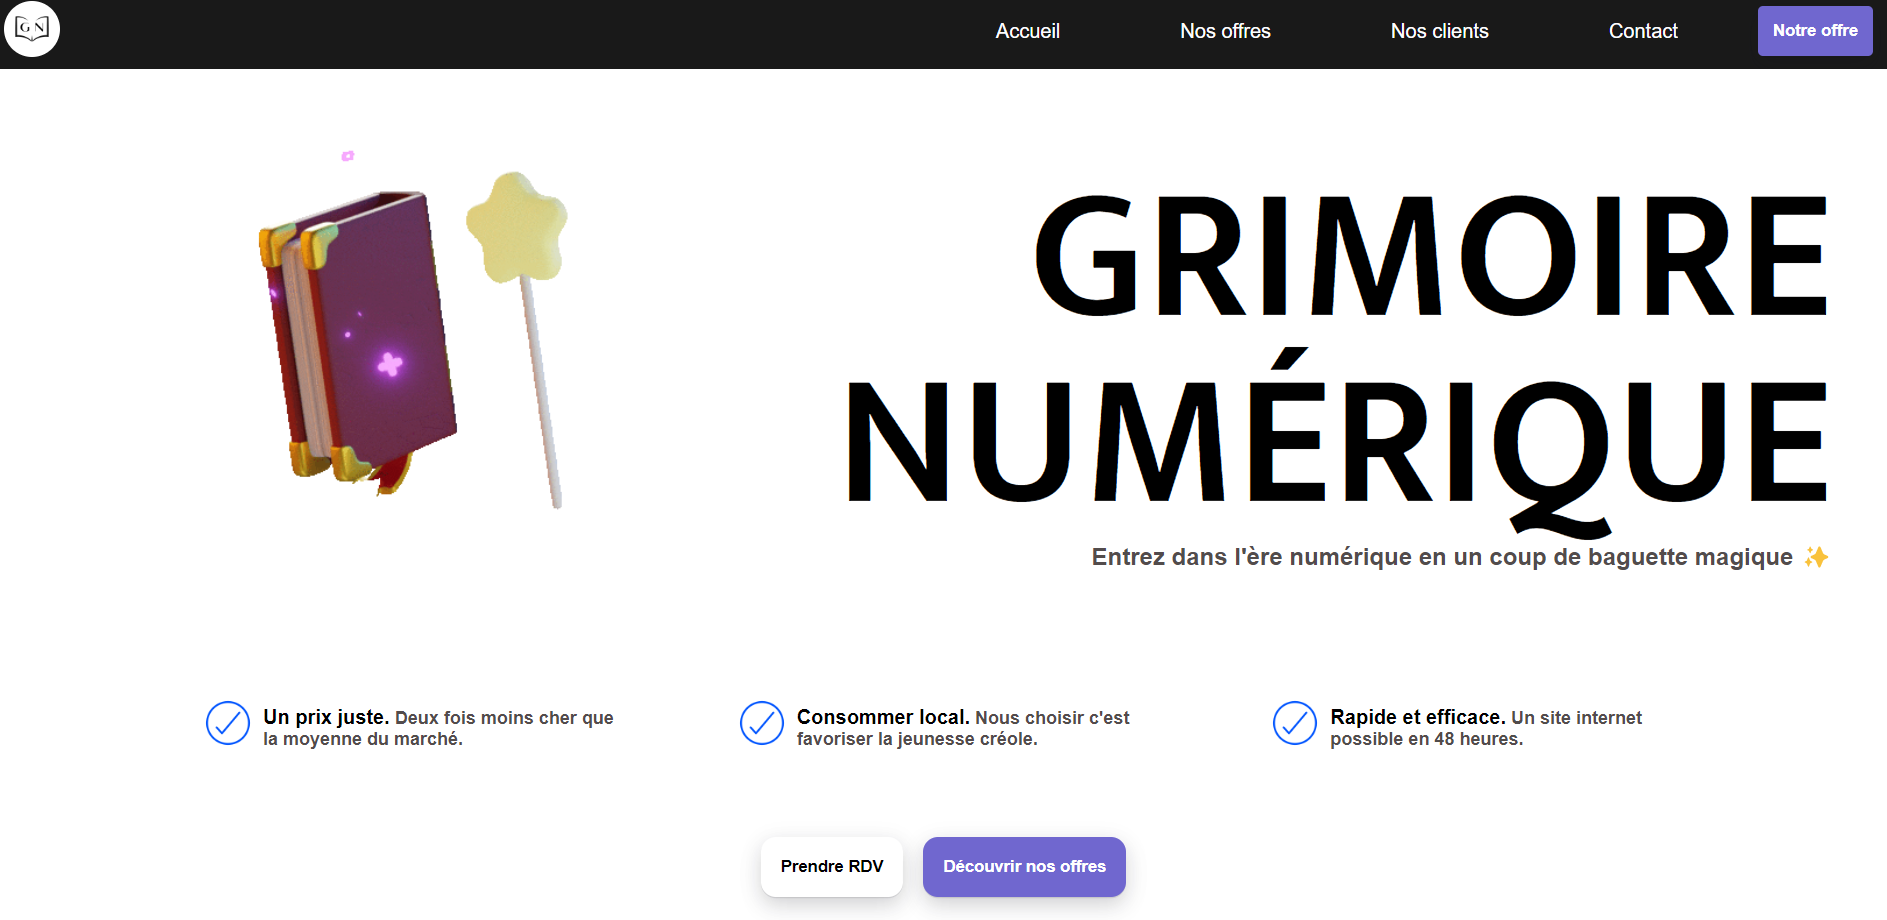 G N
Accueil
Nos offres
Nos clients
Contact
Notre offre
GRIMOIRE
NUMÉRIQUE
Entrez dans l'ère numérique en un coup de baguette magique ✨
Un prix juste. Deux fois moins cher que
la moyenne du marché.
Consommer local. Nous choisir c'est
favoriser la jeunesse créole.
Rapide et efficace. Un site internet
possible en 48 heures.
Prendre RDV
Découvrir nos offres